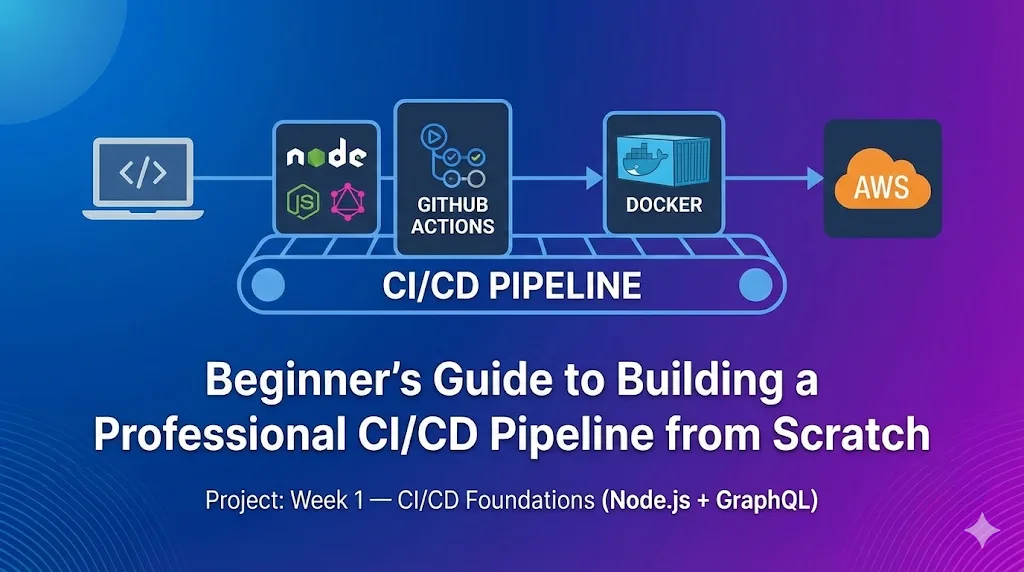 </>
node
JS
GITHUB
ACTIONS
DOCKER
AWS
CI/CD PIPELINE
Beginner’s Guide to Building a
Professional CI/CD Pipeline from Scratch
Project: Week 1 — CI/CD Foundations (Node.js + GraphQL)